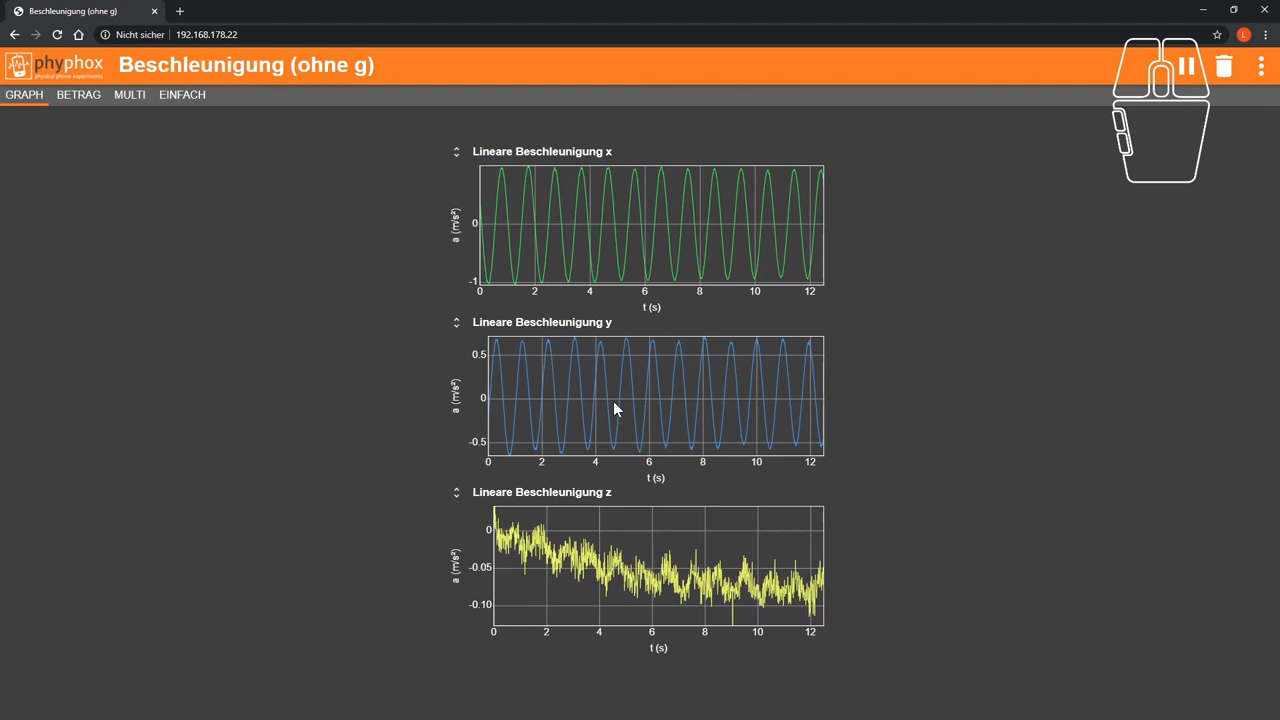 Beschleunigung (ohne g)
Nicht sicher
192.168.178.22
L
phyphox
physical phone experiments
Beschleunigung (ohne g)
GRAPH BETRAG MULTI EINFACH
Lineare Beschleunigung x
a (m/s²)
0
-1
0 2 4 6 8 10 12
t (s)
Lineare Beschleunigung y
a (m/s²)
0.5
0
-0.5
0 2 4 6 8 10 12
t (s)
Lineare Beschleunigung z
a (m/s²)
0
-0.05
-0.10
0 2 4 6 8 10 12
t (s)